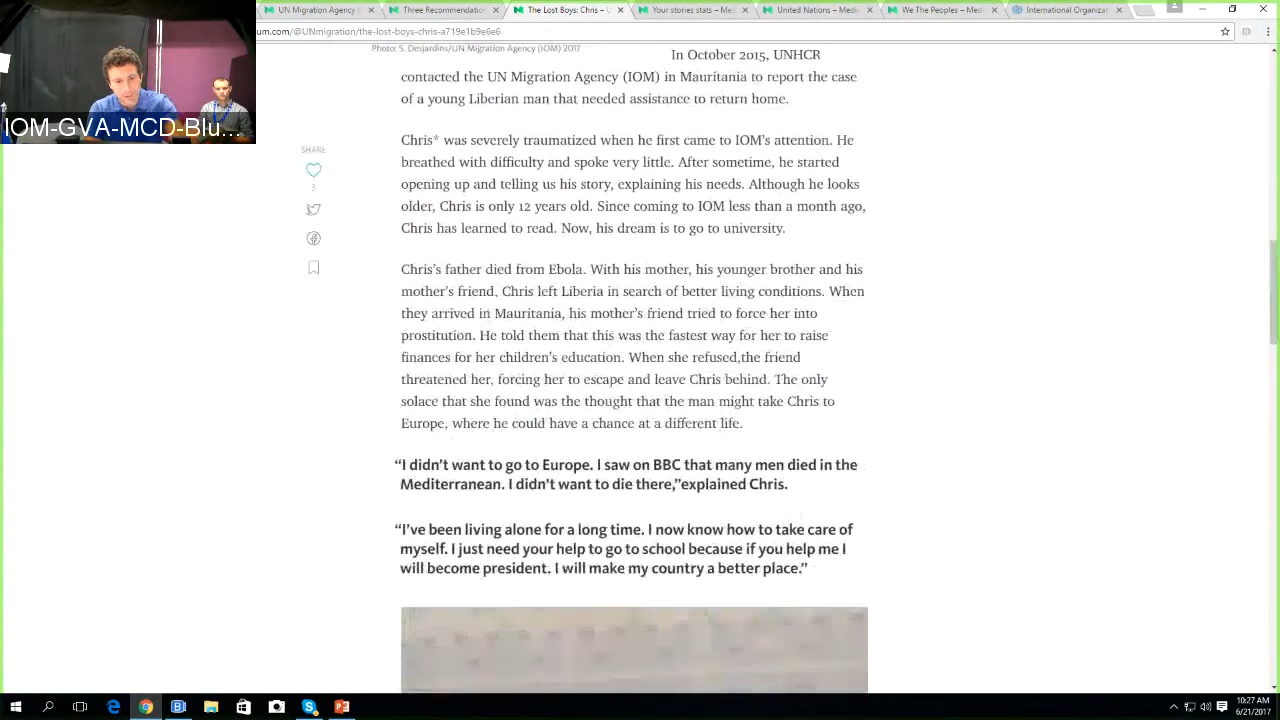 UN Migration Agency (
Three Recommendation
The Lost Boys: Chris – U
Your stories stats – Med
United Nations – Mediu
We The Peoples – Medi
International Organizat
um.com/@UNmigration/the-lost-boys-chris-a719e1b9e6e6
IOM-GVA-MCD-Blu...
Photo: S. Desjardins/UN Migration Agency (IOM) 2017
In October 2015, UNHCR
contacted the UN Migration Agency (IOM) in Mauritania to report the case
of a young Liberian man that needed assistance to return home.
SHARE
3
Chris* was severely traumatized when he first came to IOM's attention. He
breathed with difficulty and spoke very little. After sometime, he started
opening up and telling us his story, explaining his needs. Although he looks
older, Chris is only 12 years old. Since coming to IOM less than a month ago,
Chris has learned to read. Now, his dream is to go to university.
Chris's father died from Ebola. With his mother, his younger brother and his
mother's friend, Chris left Liberia in search of better living conditions. When
they arrived in Mauritania, his mother's friend tried to force her into
prostitution. He told them that this was the fastest way for her to raise
finances for her children's education. When she refused,the friend
threatened her, forcing her to escape and leave Chris behind. The only
solace that she found was the thought that the man might take Chris to
Europe, where he could have a chance at a different life.
“I didn't want to go to Europe. I saw on BBC that many men died in the
Mediterranean. I didn't want to die there,”explained Chris.
“I've been living alone for a long time. I now know how to take care of
myself. I just need your help to go to school because if you help me I
will become president. I will make my country a better place.”
10:27 AM
6/21/2017